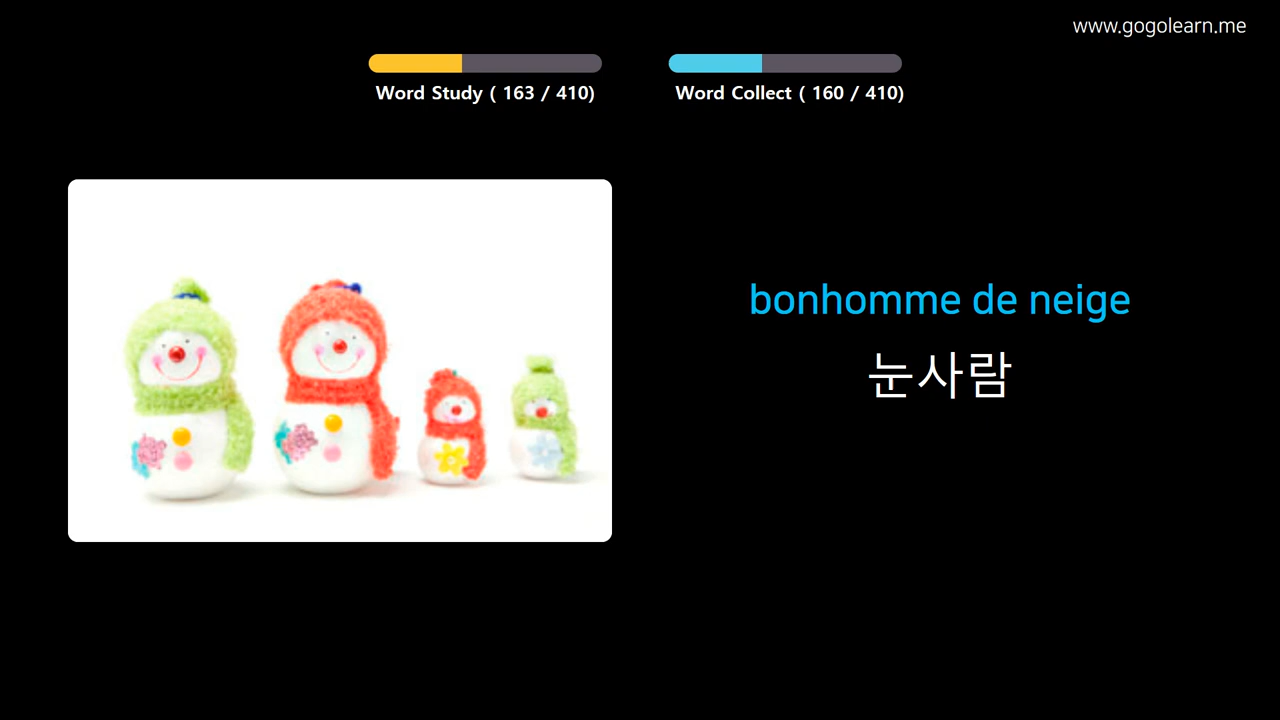 www.gogolearn.me
Word Study ( 163 / 410)
Word Collect ( 160 / 410)
bonhomme de neige
눈사람